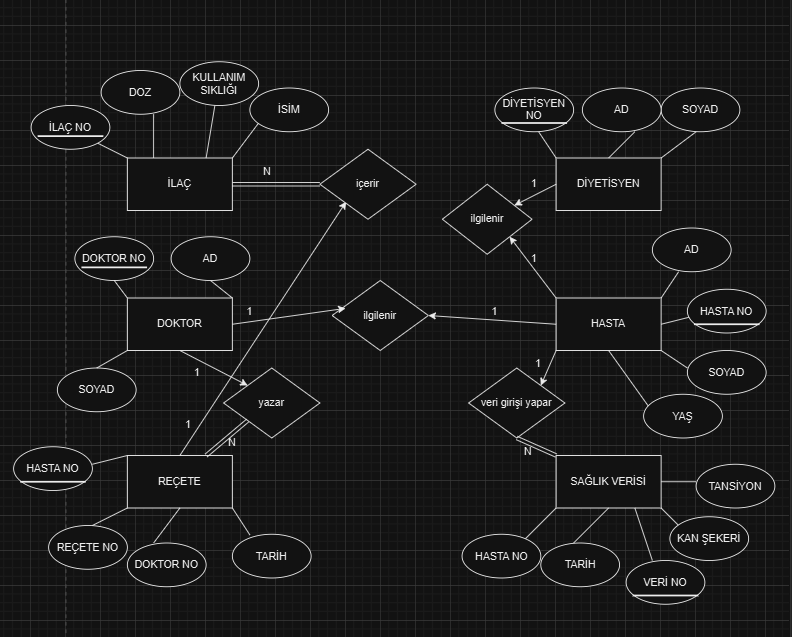 KULLANIM
SIKLIĞI
DOZ
İSİM
İLAÇ NO
DİYETİSYEN
NO
AD
SOYAD
N
İLAÇ
içerir
1
DİYETİSYEN
ilgilenir
DOKTOR NO
AD
1
AD
DOKTOR
1
ilgilenir
1
HASTA
HASTA NO
SOYAD
1
yazar
1
veri girişi yapar
SOYAD
YAŞ
1
N
N
HASTA NO
REÇETE
SAĞLIK VERİSİ
TANSİYON
REÇETE NO
DOKTOR NO
TARİH
HASTA NO
TARİH
KAN ŞEKERİ
VERİ NO